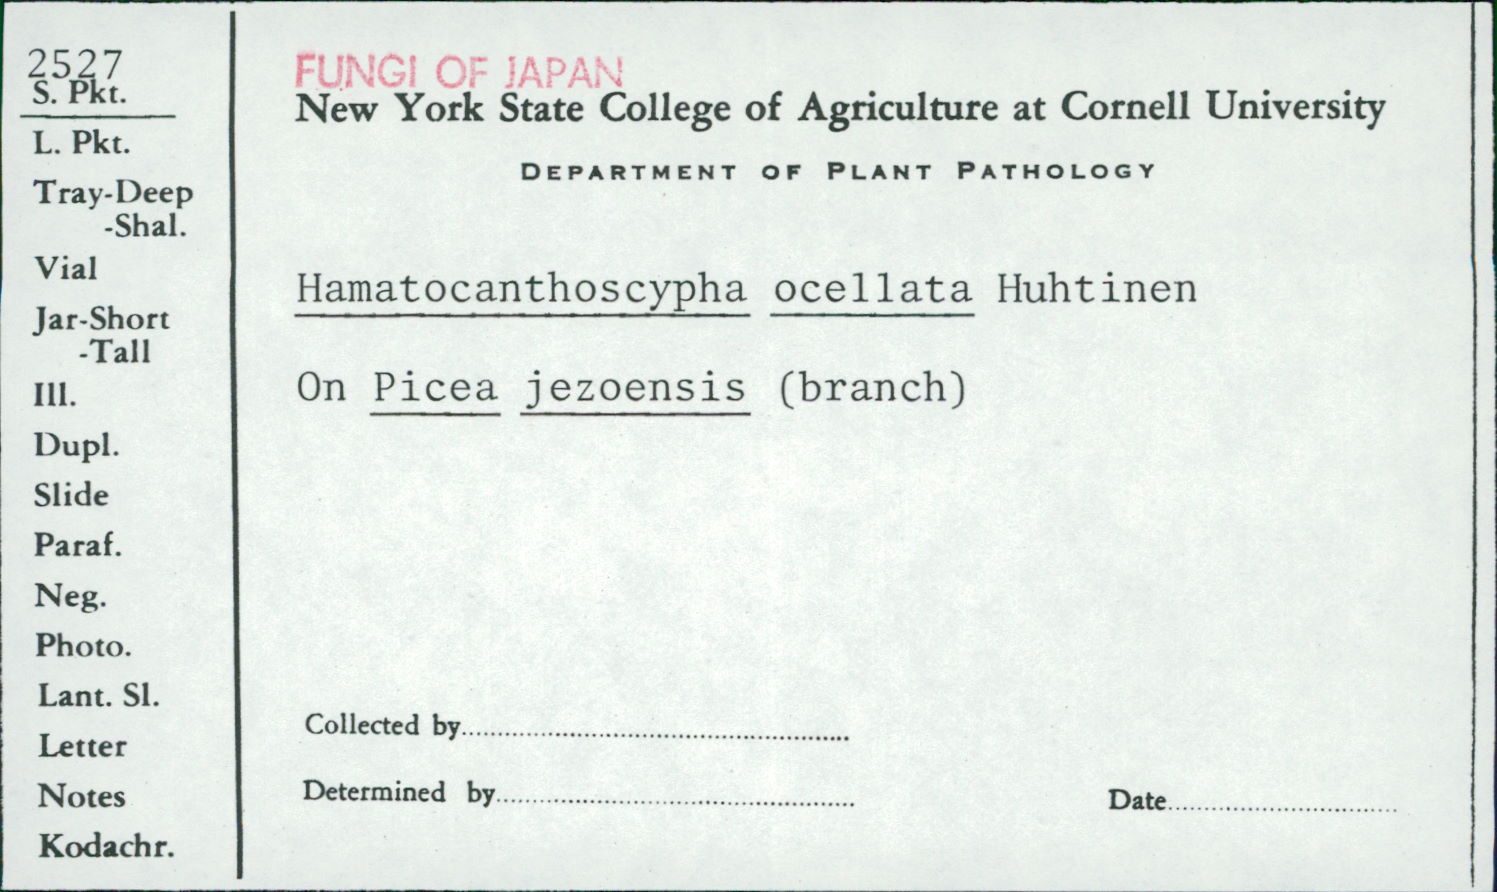 2527
S. Pkt.
L. Pkt.
Tray-Deep
-Shal.
Vial
Jar-Short
-Tall
Ill.
Dupl.
Slide
Paraf.
Neg.
Photo.
Lant. Sl.
Letter
Notes
Kodachr.
FUNGI OF JAPAN
New York State College of Agriculture at Cornell University
DEPARTMENT OF PLANT PATHOLOGY
Hamatocanthoscypha ocellata Huhtinen
On Picea jezoensis (branch)
Collected by
Determined by
Date